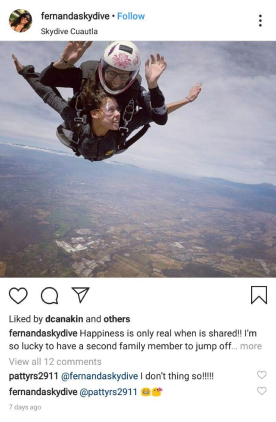 fernandaskydive • Follow
Skydive Cuautla
Liked by dcanakin and others
fernandaskydive Happiness is only real when is shared!! I'm
so lucky to have a second family member to jump off... more
View all 12 comments
pattyrs2911 @fernandaskydive I don't thing so!!!!!
fernandaskydive @pattyrs2911
7 days ago